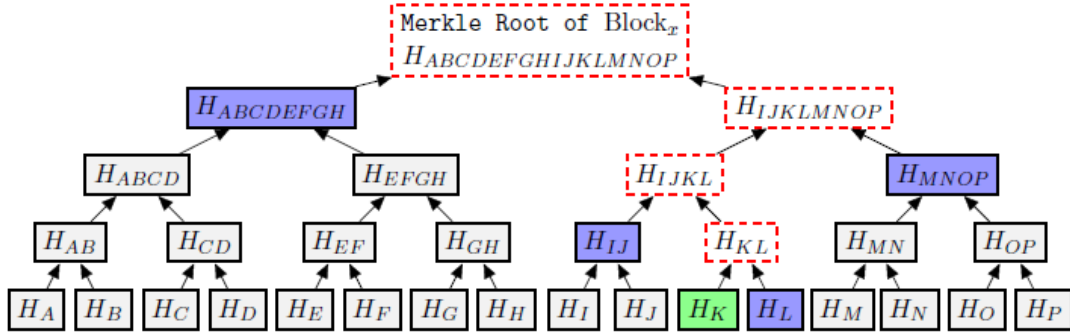 Merkle Root of Blockₓ
H_ABCDEFGHIJKLMNOP
H_ABCDEFGH H_IJKLMNOP
H_ABCD H_EFGH H_IJKL H_MNOP
H_AB H_CD H_EF H_GH H_IJ H_KL H_MN H_OP
H_A H_B H_C H_D H_E H_F H_G H_H H_I H_J H_K H_L H_M H_N H_O H_P